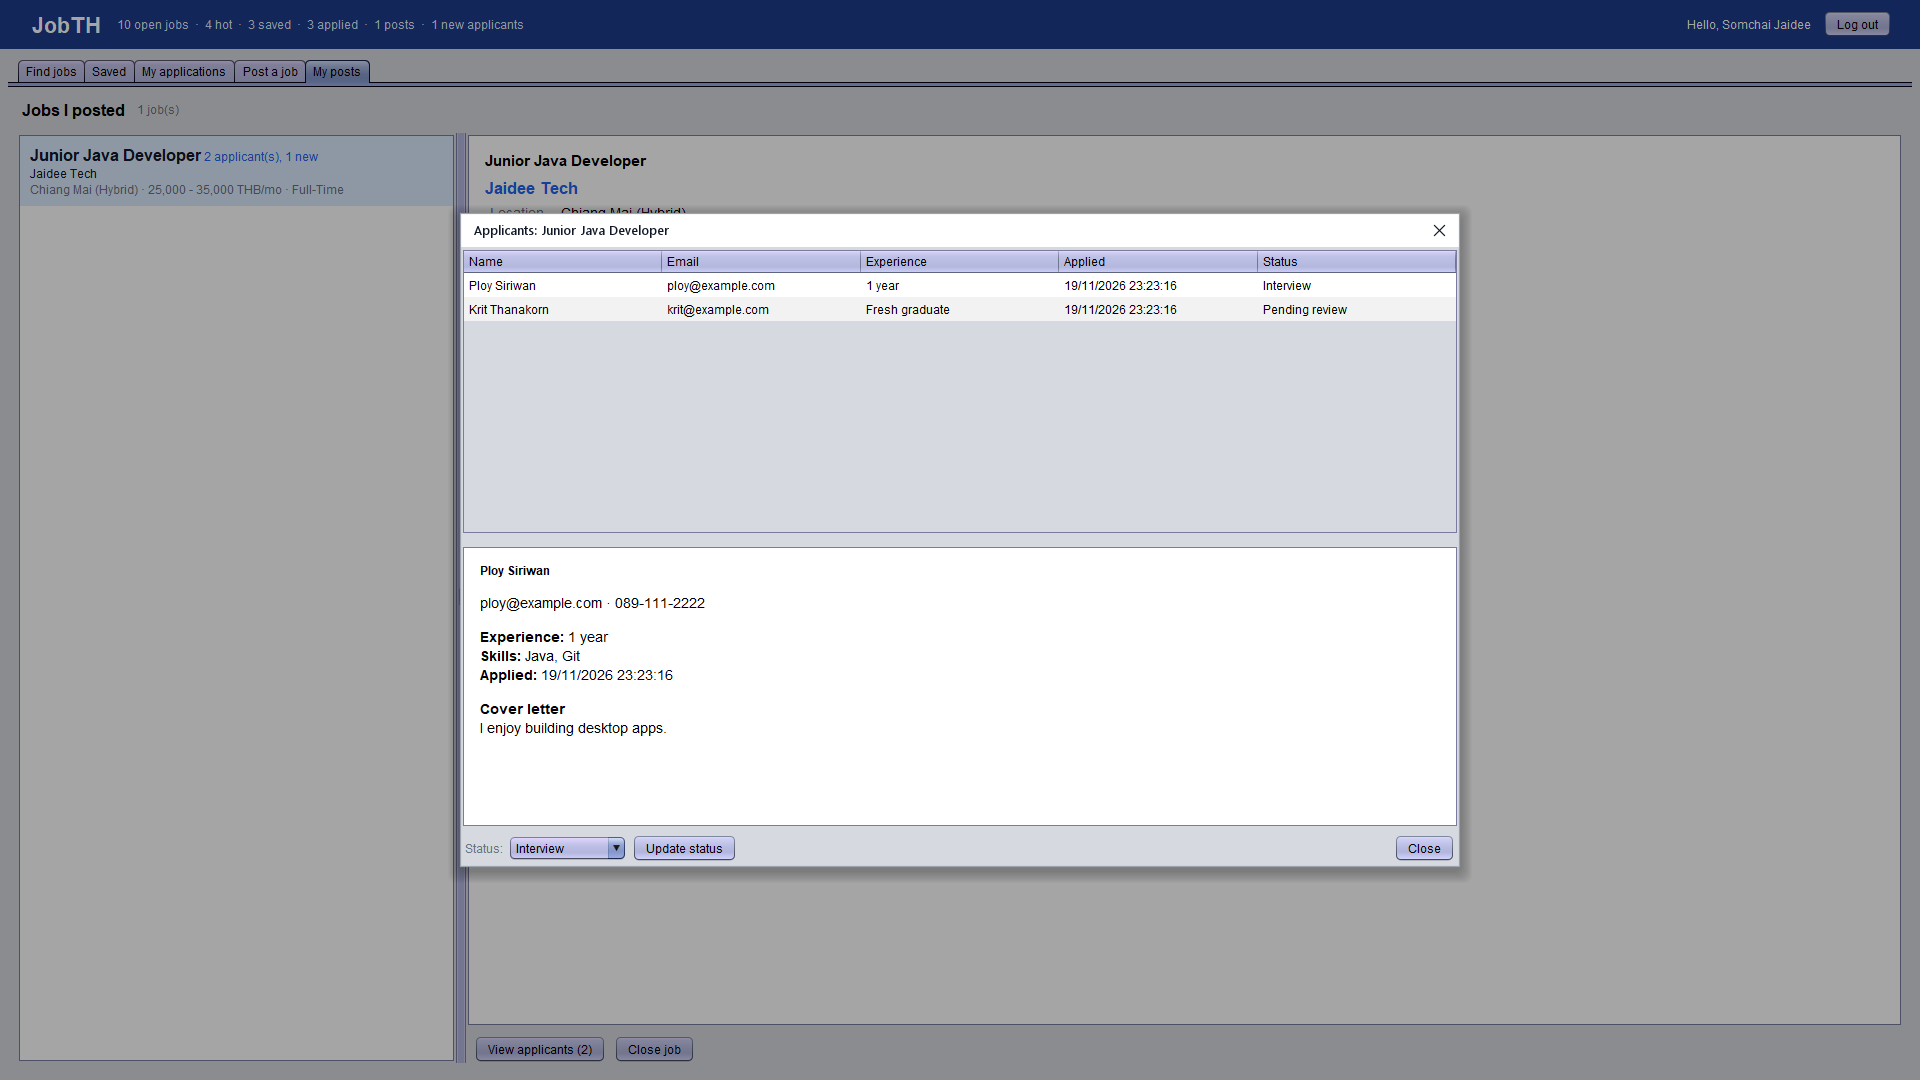 JobTH 10 open jobs · 4 hot · 3 saved · 3 applied · 1 posts · 1 new applicants Hello, Somchai Jaidee Log out
Find jobs Saved My applications Post a job My posts
Jobs I posted 1 job(s)
Junior Java Developer 2 applicant(s), 1 new
Jaidee Tech
Chiang Mai (Hybrid) · 25,000 - 35,000 THB/mo · Full-Time
Junior Java Developer
Jaidee Tech
Location Chiang Mai (Hybrid)
Applicants: Junior Java Developer
Name Email Experience Applied Status
Ploy Siriwan ploy@example.com 1 year 19/11/2026 23:23:16 Interview
Krit Thanakorn krit@example.com Fresh graduate 19/11/2026 23:23:16 Pending review
Ploy Siriwan
ploy@example.com · 089-111-2222
Experience: 1 year
Skills: Java, Git
Applied: 19/11/2026 23:23:16
Cover letter
I enjoy building desktop apps.
Status: Interview Update status Close
View applicants (2) Close job